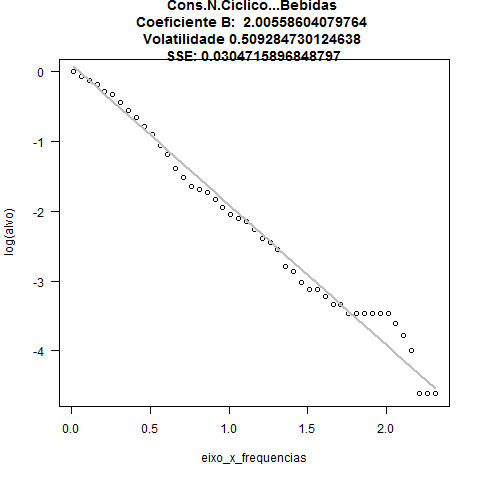 Cons.N.Ciclico...Bebidas
Coeficiente B:  2.00558604079764
Volatilidade 0.509284730124638
SSE: 0.0304715896848797
0
-1
-2
-3
-4
log(alvo)
0.0
0.5
1.0
1.5
2.0
eixo_x_frequencias